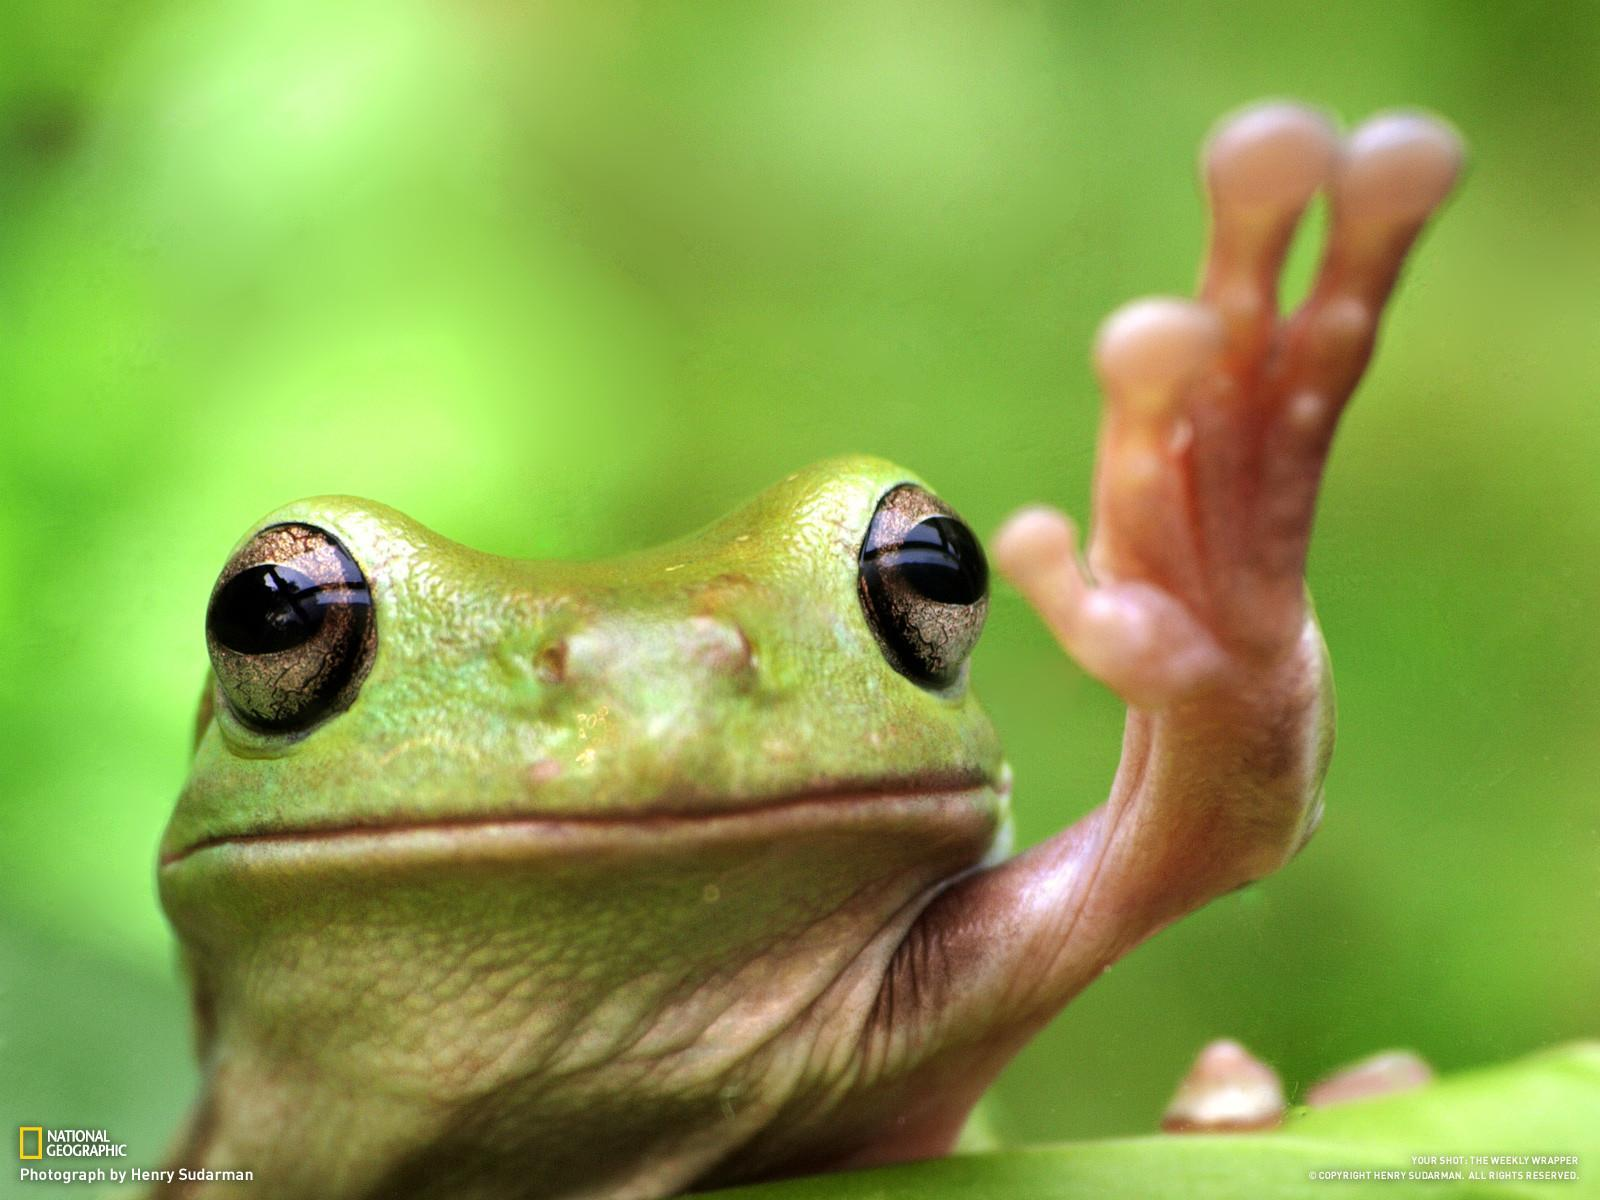 NATIONAL
GEOGRAPHIC
Photograph by Henry Sudarman
YOUR SHOT: THE WEEKLY WRAPPER
© COPYRIGHT HENRY SUDARMAN. ALL RIGHTS RESERVED.